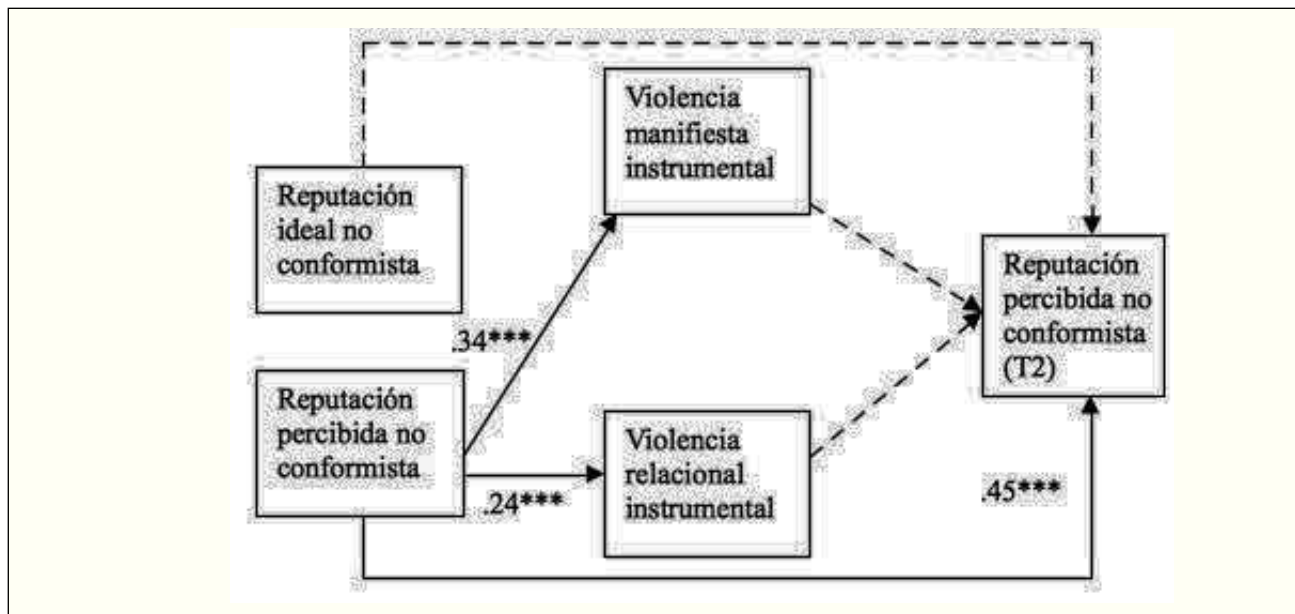 Violencia
manifiesta
instrumental
Reputación
ideal no
conformista
Reputación
percibida no
conformista
(T2)
.34***
Reputación
percibida no
conformista
Violencia
relacional
instrumental
.24***
.45***